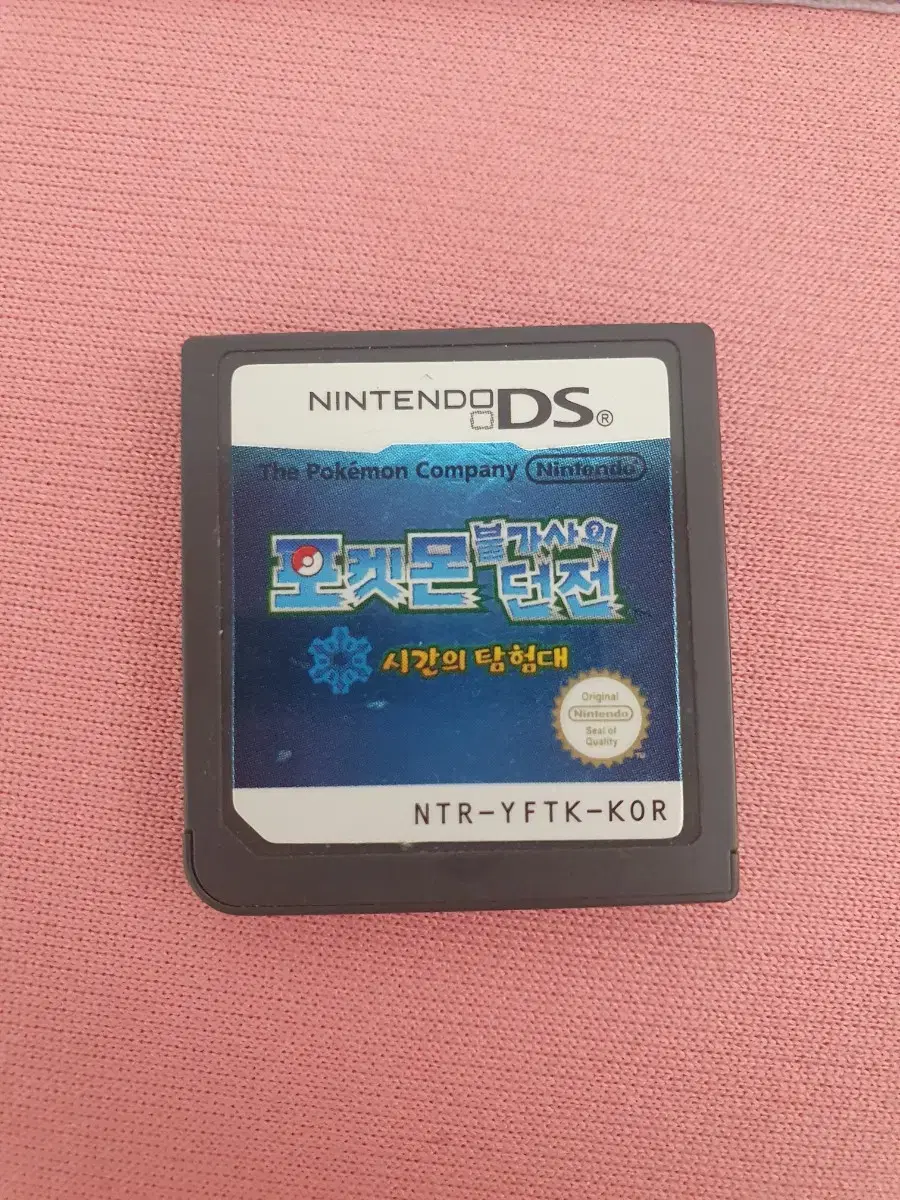 NINTENDO DS®
The Pokémon Company Nintendo®
포켓몬 불가사의 던전
시간의 탐험대
Original
Nintendo
Seal of
Quality
TM
NTR-YFTK-KOR